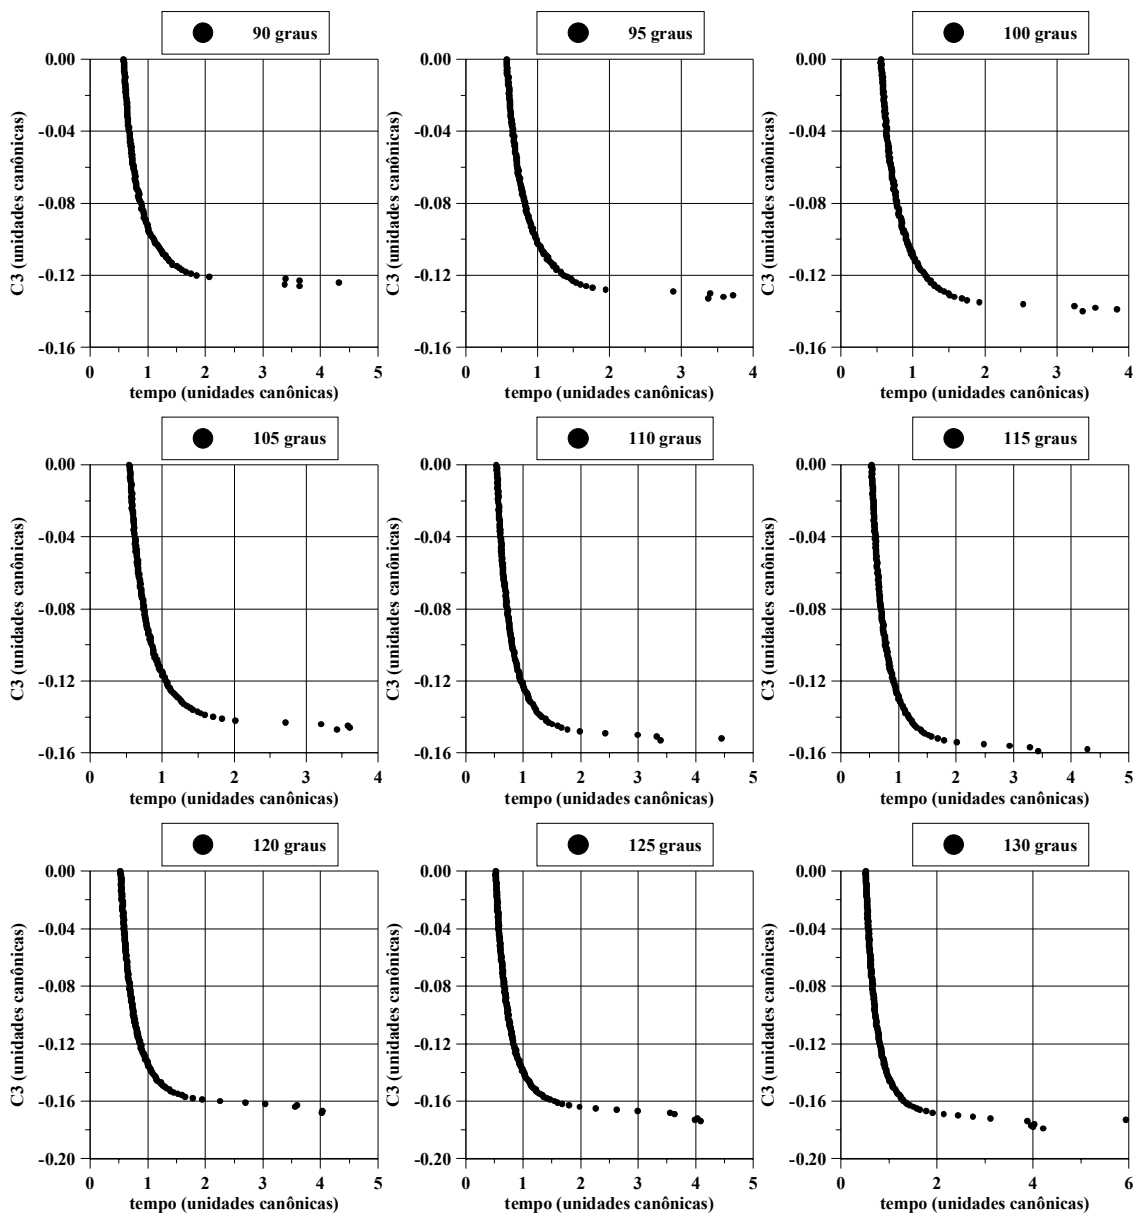 90 graus
95 graus
100 graus
0.00
-0.04
-0.08
-0.12
-0.16
C3 (unidades canônicas)
0 1 2 3 4 5
tempo (unidades canônicas)
0.00
-0.04
-0.08
-0.12
-0.16
C3 (unidades canônicas)
0 1 2 3 4
tempo (unidades canônicas)
0.00
-0.04
-0.08
-0.12
-0.16
C3 (unidades canônicas)
0 1 2 3 4
tempo (unidades canônicas)
105 graus
110 graus
115 graus
0.00
-0.04
-0.08
-0.12
-0.16
C3 (unidades canônicas)
0 1 2 3 4
tempo (unidades canônicas)
0.00
-0.04
-0.08
-0.12
-0.16
C3 (unidades canônicas)
0 1 2 3 4 5
tempo (unidades canônicas)
0.00
-0.04
-0.08
-0.12
-0.16
C3 (unidades canônicas)
0 1 2 3 4 5
tempo (unidades canônicas)
120 graus
125 graus
130 graus
0.00
-0.04
-0.08
-0.12
-0.16
-0.20
C3 (unidades canônicas)
0 1 2 3 4 5
tempo (unidades canônicas)
0.00
-0.04
-0.08
-0.12
-0.16
-0.20
C3 (unidades canônicas)
0 1 2 3 4 5
tempo (unidades canônicas)
0.00
-0.04
-0.08
-0.12
-0.16
-0.20
C3 (unidades canônicas)
0 2 4 6
tempo (unidades canônicas)